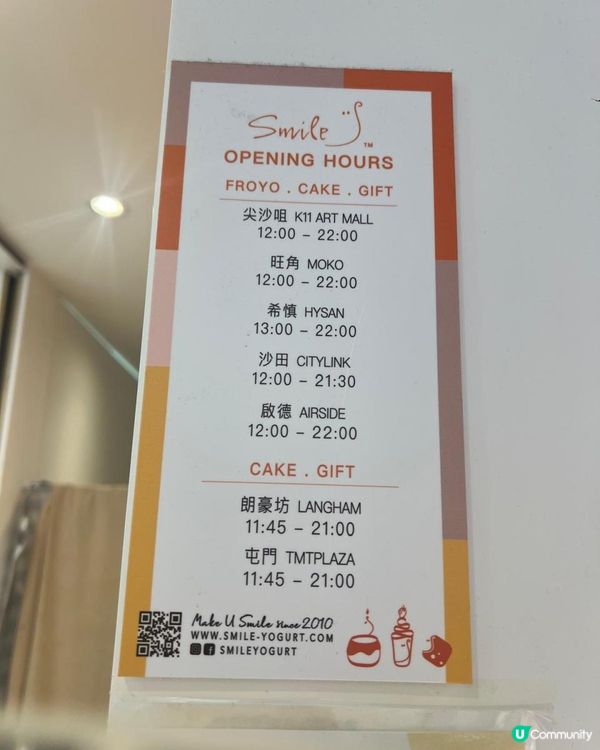 Smile
TM
OPENING HOURS
FROYO . CAKE . GIFT
尖沙咀 K11 ART MALL
12:00 – 22:00
旺角 MOKO
12:00 – 22:00
希慎 HYSAN
13:00 – 22:00
沙田 CITYLINK
12:00 – 21:30
啟德 AIRSIDE
12:00 – 22:00
CAKE . GIFT
朗豪坊 LANGHAM
11:45 – 21:00
屯門 TMTPLAZA
11:45 – 21:00
Make U Smile since 2010
WWW.SMILE-YOGURT.COM
SMILEYOGURT
U Community